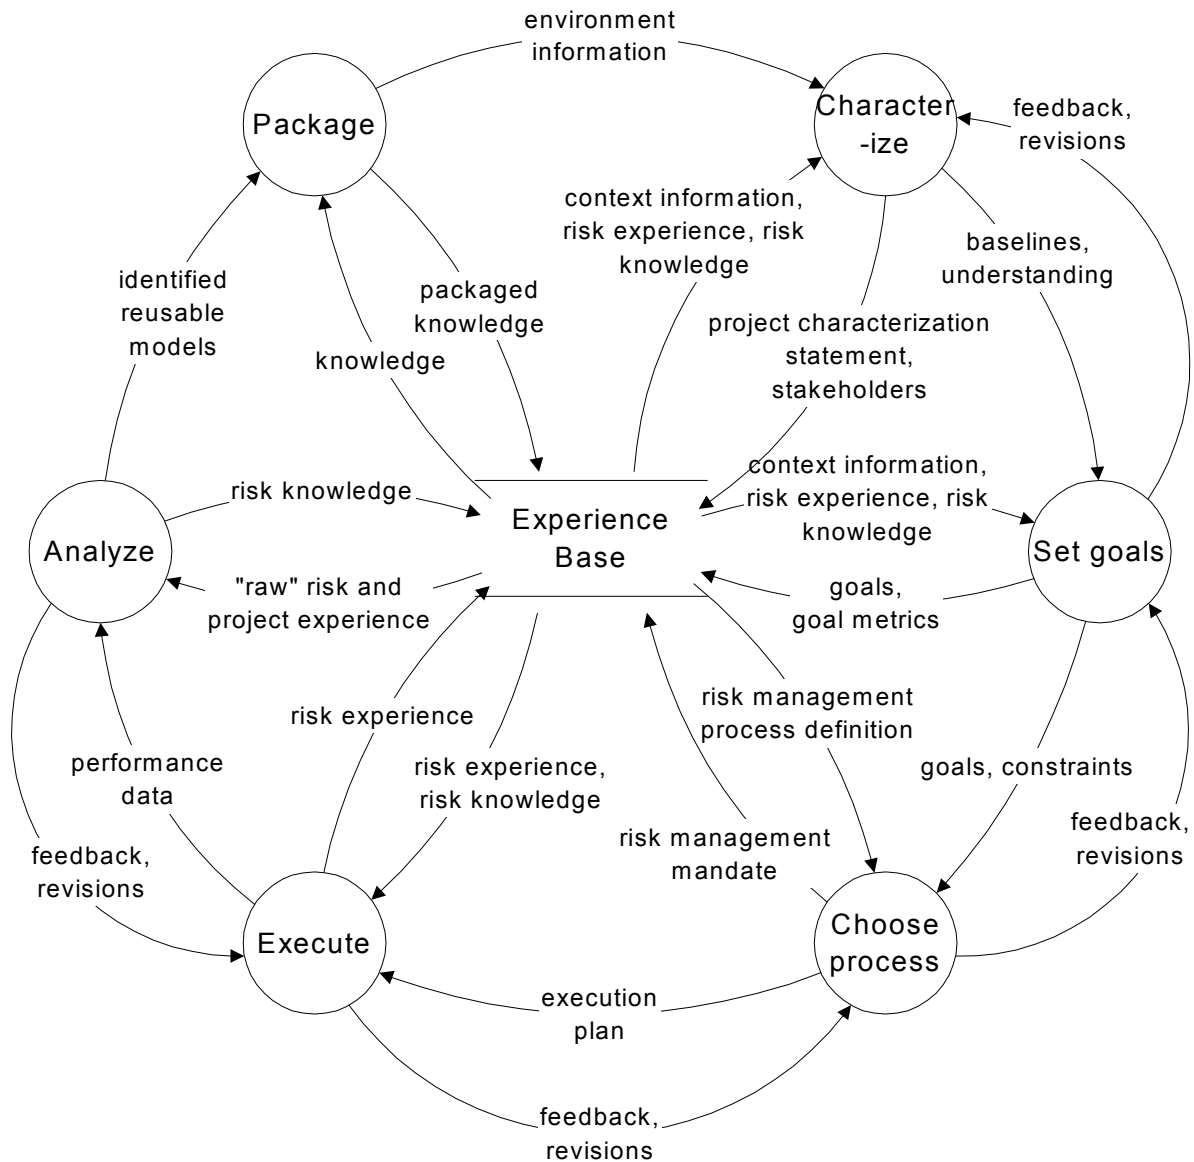 environment
information
Package
Character
-ize
feedback,
revisions
context information,
risk experience, risk
knowledge
baselines,
understanding
identified
reusable
models
packaged
knowledge
knowledge
project characterization
statement,
stakeholders
risk knowledge
context information,
risk experience, risk
knowledge
Experience
Base
Analyze
Set goals
"raw" risk and
project experience
goals,
goal metrics
risk experience
risk management
process definition
performance
data
risk experience,
risk knowledge
goals, constraints
risk management
mandate
feedback,
revisions
feedback,
revisions
Execute
Choose
process
execution
plan
feedback,
revisions